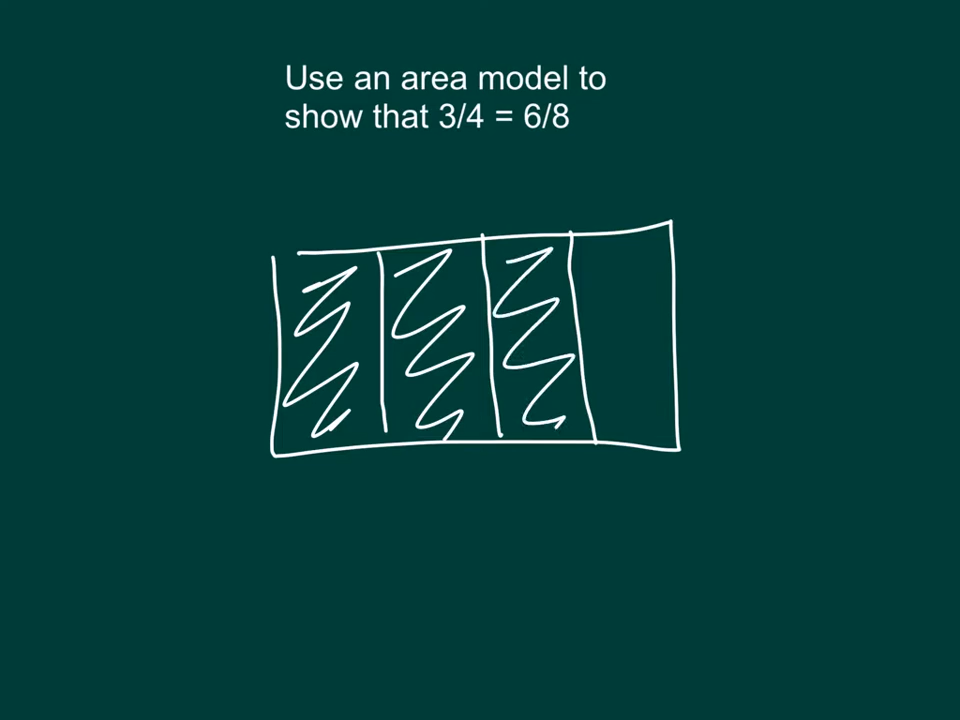 Use an area model to
show that 3/4 = 6/8